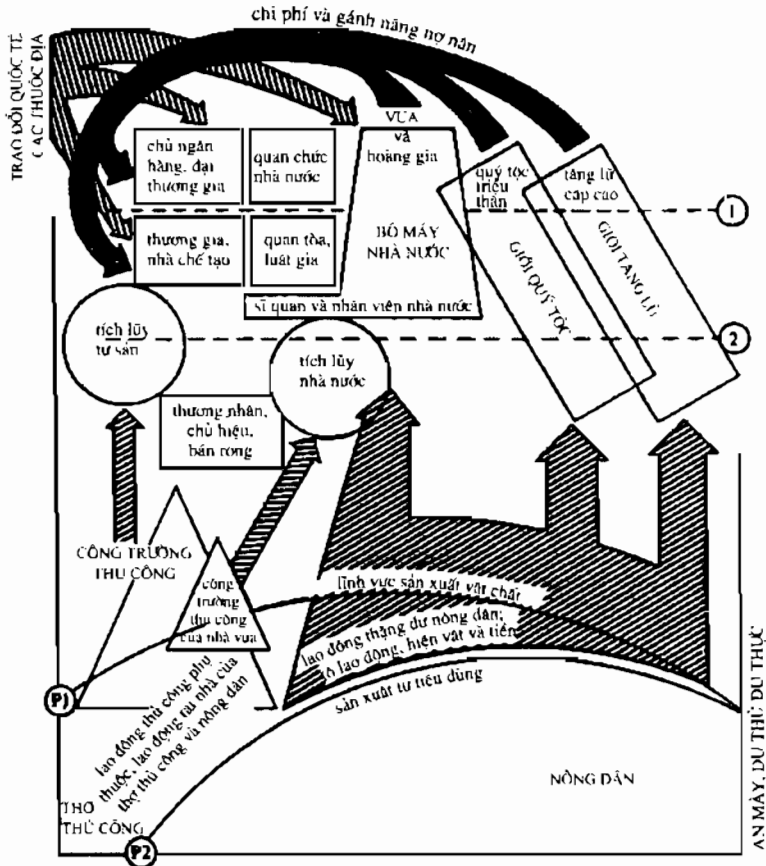 chi phí và gánh nặng nợ nần
TRAO ĐỔI QUỐC TẾ
CÁC THUỘC ĐỊA
chủ ngân
hàng, đại
thương gia
quan chức
nhà nước
VUA
và
hoàng gia
quý tộc
triều
thần
tăng lữ
cấp cao
1
thương gia,
nhà chế tạo
quan tòa,
luật gia
BỘ MÁY
NHÀ NƯỚC
GIỚI QUÝ TỘC
GIỚI TĂNG LỮ
sĩ quan và nhân viên nhà nước
2
tích lũy
tư sản
tích lũy
nhà nước
thương nhân,
chủ hiệu,
bán rong
CÔNG TRƯỜNG
THỦ CÔNG
công
trường
thủ công
của nhà vua
lĩnh vực sản xuất vật chất
lao động thặng dư nông dân;
tô lao động, hiện vật và tiền
sản xuất tự tiêu dùng
P1
lao động thủ công phụ
thuộc, lao động tại nhà của
thợ thủ công và nông dân
NÔNG DÂN
THỢ
THỦ CÔNG
P2
ĂN MÀY, DU THỦ DU THỰC